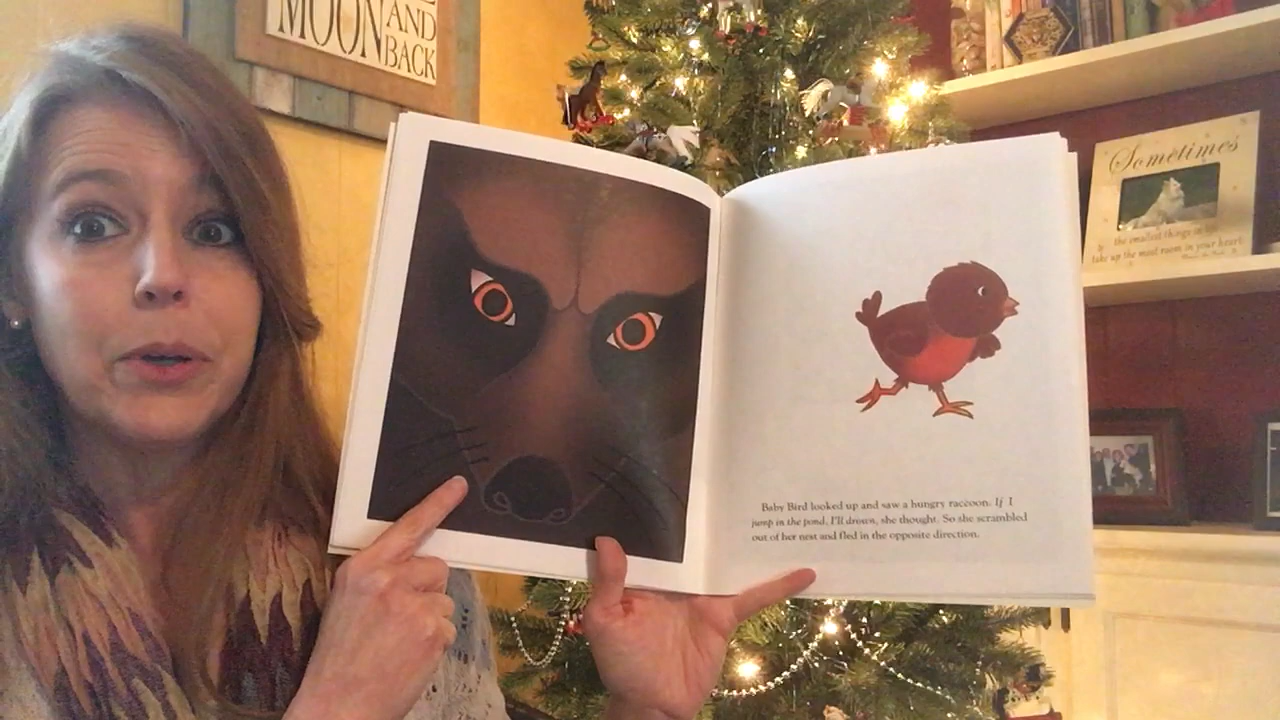 MOON AND
BACK
Sometimes
the smallest things in life
take up the most room in your heart.
Baby Bird looked up and saw a hungry raccoon. If I
jump in the pond, I'll drown, she thought. So she scrambled
out of her nest and fled in the opposite direction.